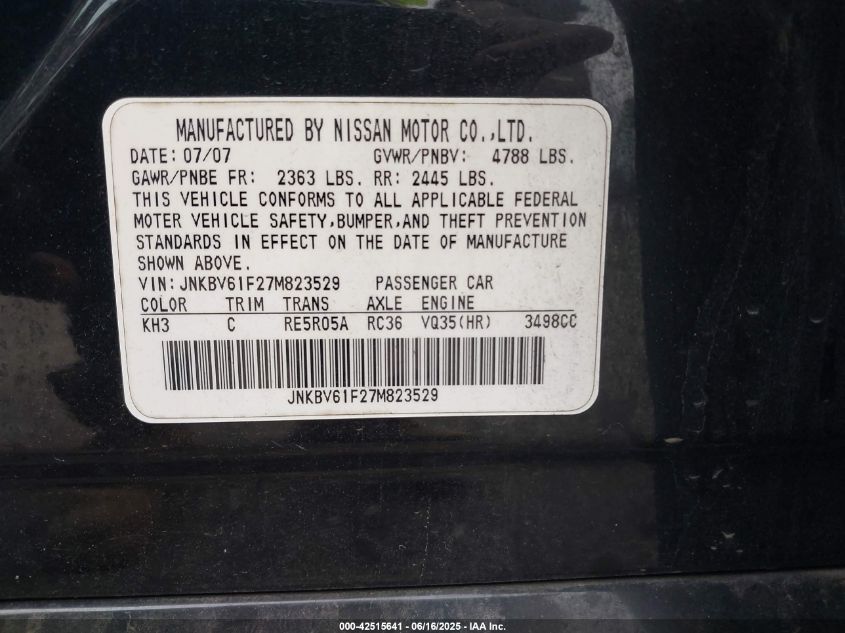 MANUFACTURED BY NISSAN MOTOR CO.,LTD.
DATE: 07/07 GVWR/PNBV: 4788 LBS.
GAWR/PNBE FR: 2363 LBS. RR: 2445 LBS.
THIS VEHICLE CONFORMS TO ALL APPLICABLE FEDERAL
MOTER VEHICLE SAFETY,BUMPER,AND THEFT PREVENTION
STANDARDS IN EFFECT ON THE DATE OF MANUFACTURE
SHOWN ABOVE.
VIN: JNKBV61F27M823529 PASSENGER CAR
COLOR TRIM TRANS AXLE ENGINE
KH3 C RE5R05A RC36 VQ35(HR) 3498CC
JNKBV61F27M823529
000-42515641 - 06/16/2025 - IAA Inc.